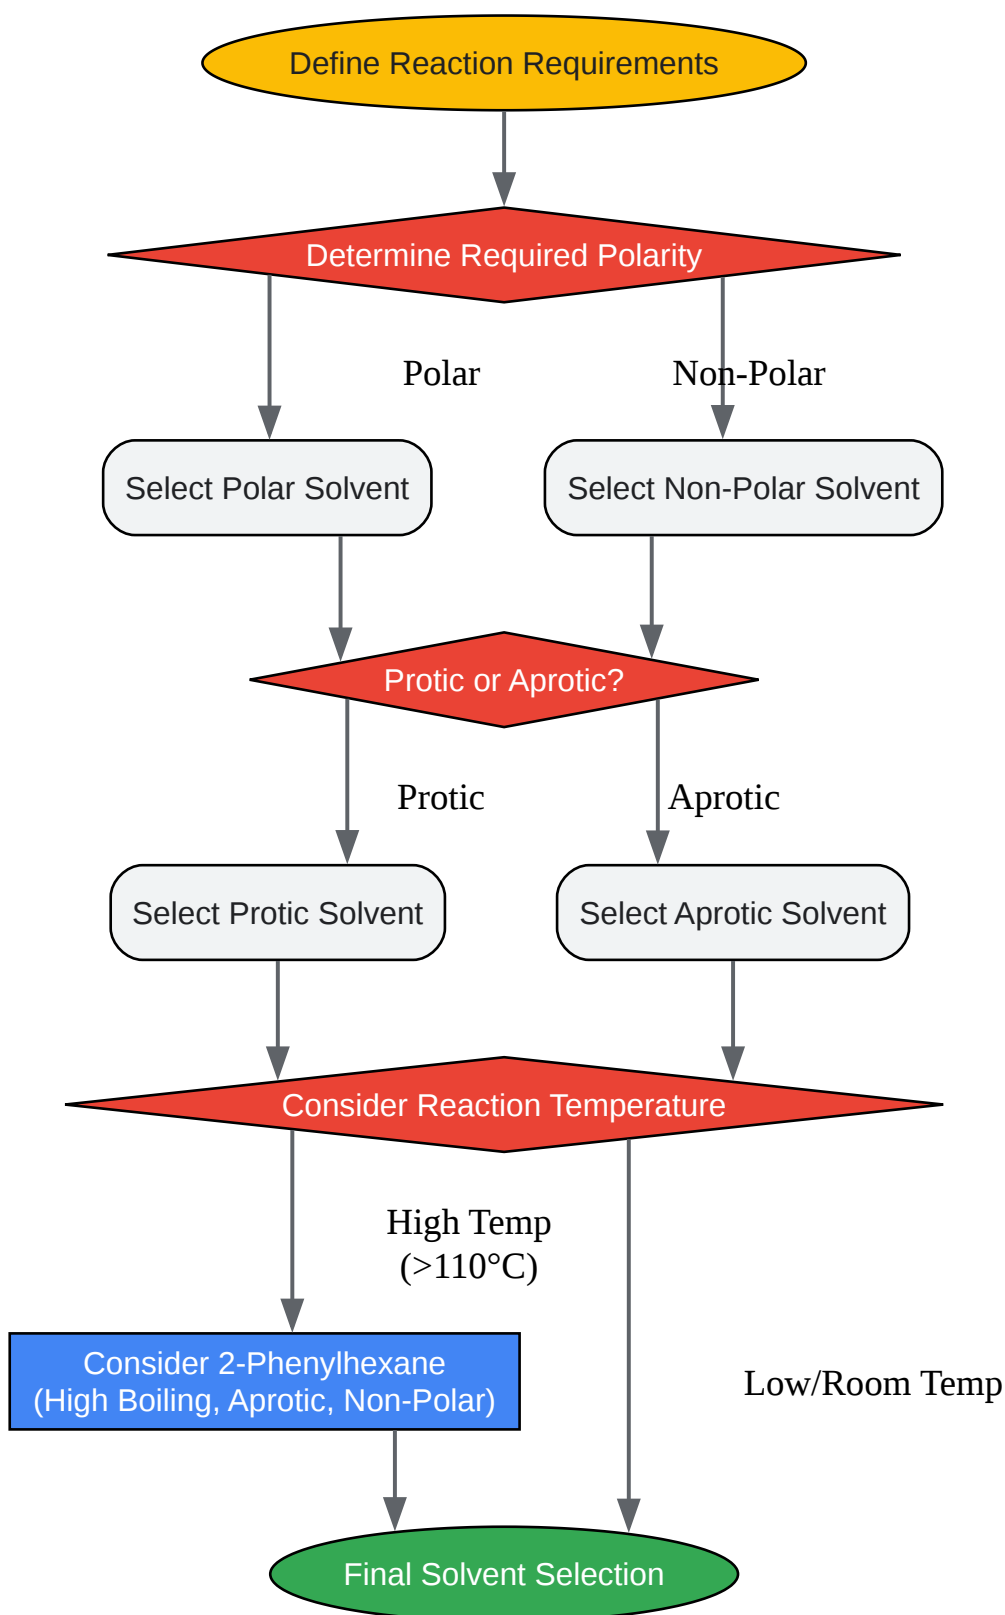 Define Reaction Requirements
Determine Required Polarity
Polar
Non-Polar
Select Polar Solvent
Select Non-Polar Solvent
Protic or Aprotic?
Protic
Aprotic
Select Protic Solvent
Select Aprotic Solvent
Consider Reaction Temperature
High Temp
(>110°C)
Consider 2-Phenylhexane
(High Boiling, Aprotic, Non-Polar)
Low/Room Temp
Final Solvent Selection